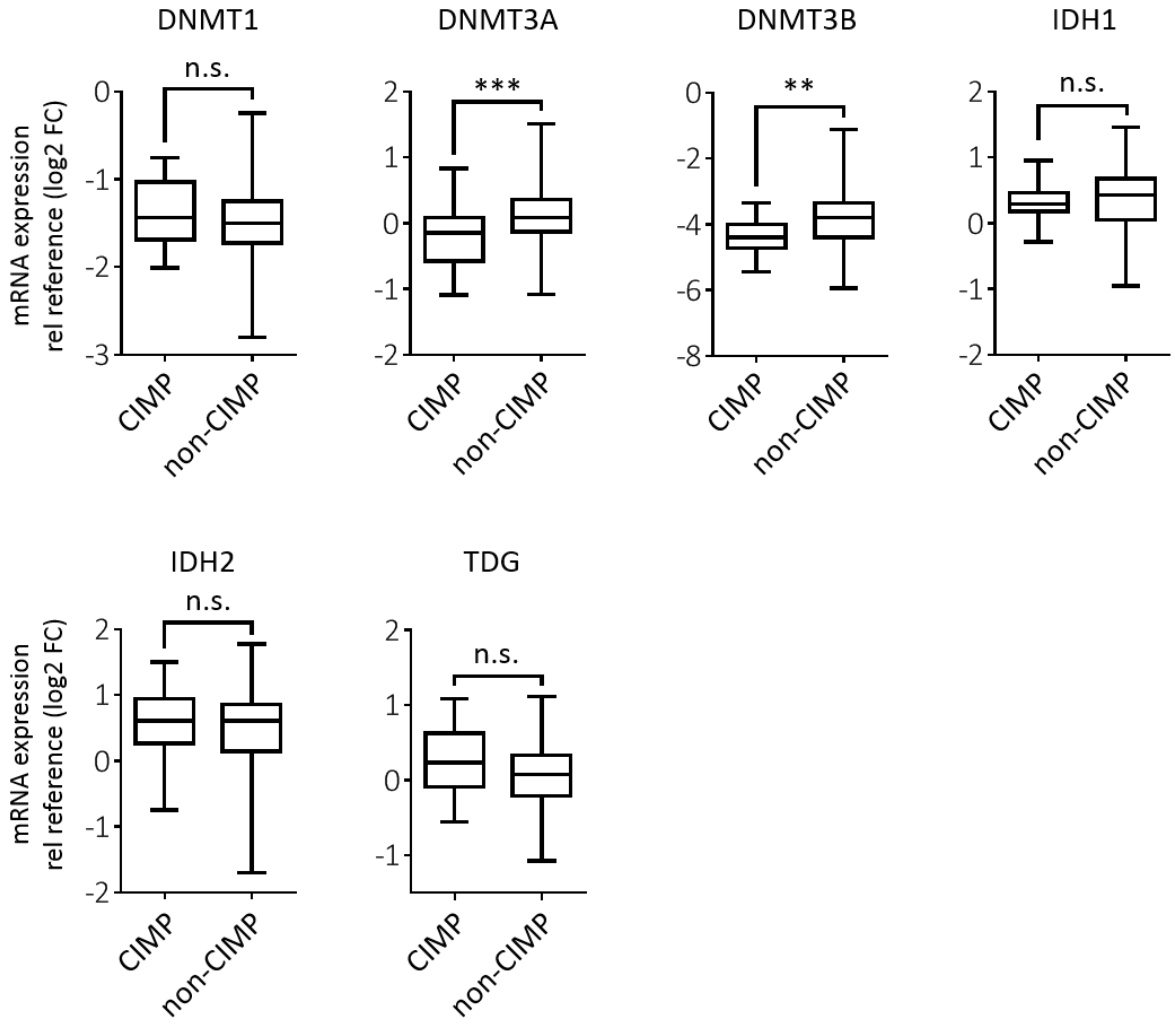 DNMT1 DNMT3A DNMT3B IDH1
n.s. *** ** n.s.
mRNA expression
rel reference (log2 FC)
0
-1
-2
-3
2
1
0
-1
-2
0
-2
-4
-6
-8
2
1
0
-1
-2
CIMP non-CIMP CIMP non-CIMP CIMP non-CIMP CIMP non-CIMP
IDH2 TDG
n.s. n.s.
mRNA expression
rel reference (log2 FC)
2
1
0
-1
-2
2
1
0
-1
CIMP non-CIMP CIMP non-CIMP